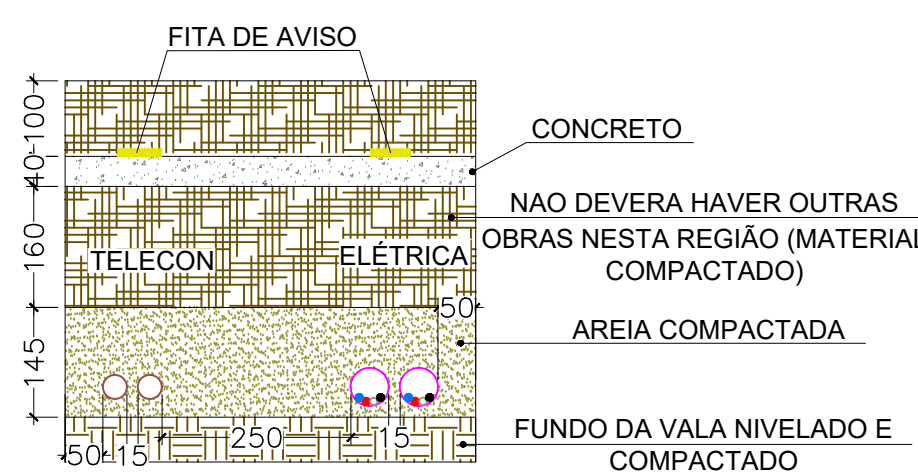 FITA DE AVISO
100
CONCRETO
40
NAO DEVERA HAVER OUTRAS
OBRAS NESTA REGIÃO (MATERIAL
COMPACTADO)
160
TELECON
ELÉTRICA
50
AREIA COMPACTADA
145
FUNDO DA VALA NIVELADO E
COMPACTADO
50
15
250
15